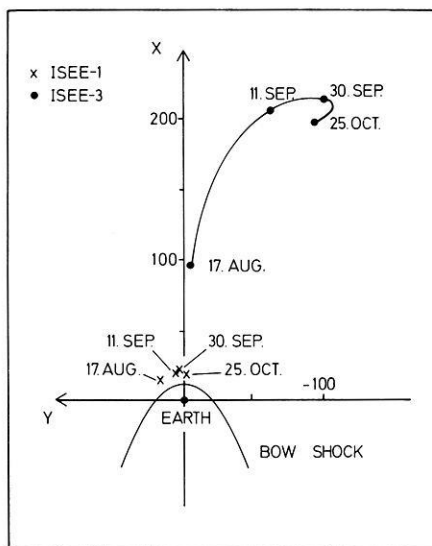 X
× ISEE-1
● ISEE-3
11. SEP.
30. SEP.
25. OCT.
200
100
17. AUG.
11. SEP.
30. SEP.
17. AUG.
25. OCT.
-100
Y
EARTH
BOW SHOCK